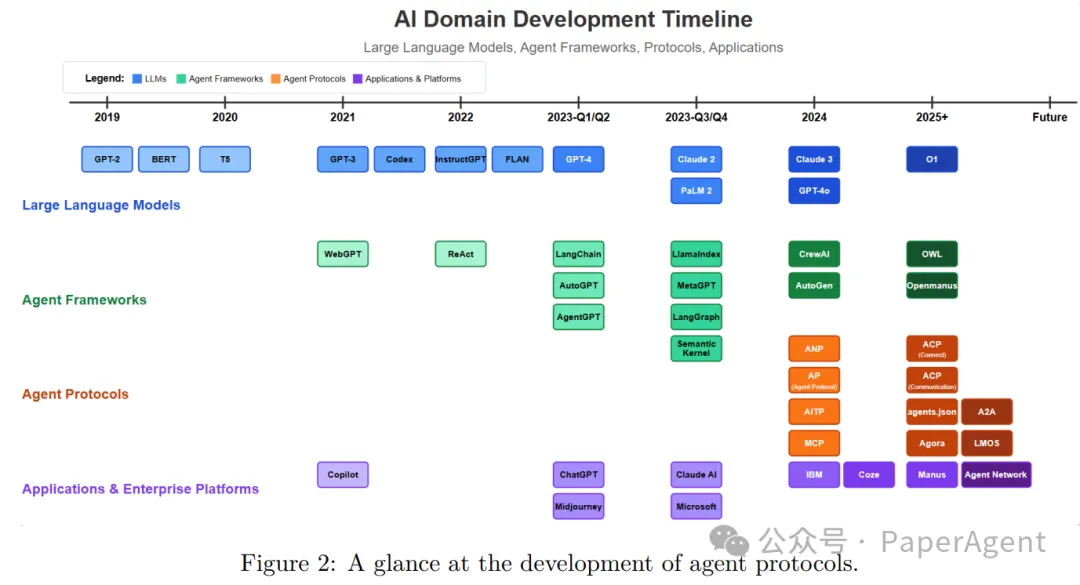 AI Domain Development Timeline
Large Language Models, Agent Frameworks, Protocols, Applications
Legend: LLMs Agent Frameworks Agent Protocols Applications & Platforms
2019 2020 2021 2022 2023-Q1/Q2 2023-Q3/Q4 2024 2025+ Future
GPT-2 BERT T5 GPT-3 Codex InstructGPT FLAN GPT-4 Claude 2 Claude 3 O1
PaLM 2 GPT-4o
Large Language Models
WebGPT ReAct LangChain LlamaIndex CrewAI OWL
AutoGPT MetaGPT AutoGen Openmanus
Agent Frameworks
AgentGPT LangGraph
Semantic
Kernel
ANP
ACP
(Connect)
AP
(Agent Protocol)
ACP
(Communication)
Agent Protocols
AITP agents.json A2A
MCP Agora LMOS
Copilot ChatGPT Claude AI IBM Coze Manus Agent Network
Applications & Enterprise Platforms
Midjourney Microsoft
公众号 · PaperAgent
Figure 2: A glance at the development of agent protocols.